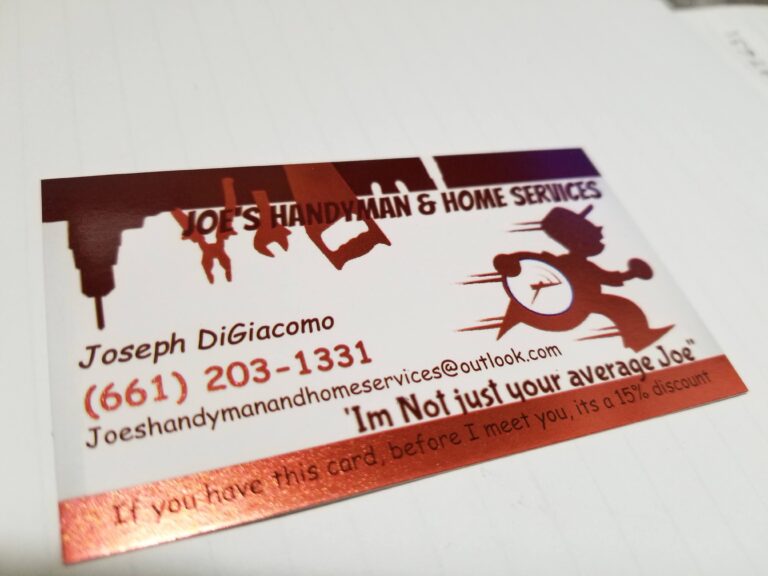 JOE'S HANDYMAN & HOME SERVICES
Joseph DiGiacomo
(661) 203-1331
Joeshandymanandhomeservices@outlook.com
'Im Not just your average Joe"
If you have this card, before I meet you, its a 15% discount